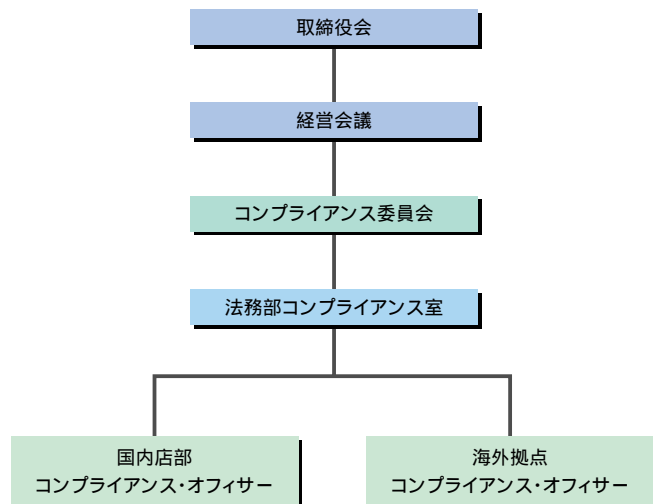 取締役会
経営会議
コンプライアンス委員会
法務部コンプライアンス室
国内店部
コンプライアンス・オフィサー
海外拠点
コンプライアンス・オフィサー